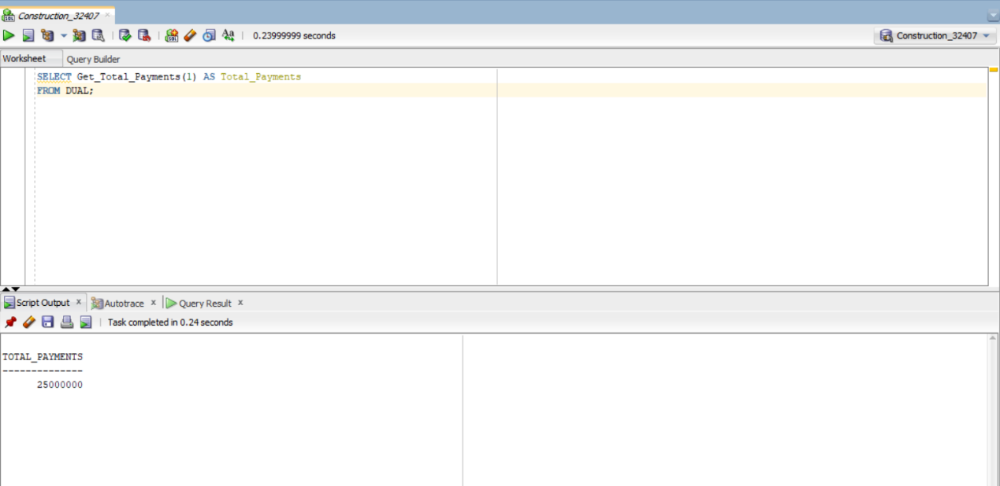 Construction_32407
0.23999999 seconds
Construction_32407
Worksheet Query Builder
SELECT Get_Total_Payments(1) AS Total_Payments
FROM DUAL;
Script Output x Autotrace x Query Result x
Task completed in 0.24 seconds
TOTAL_PAYMENTS
--------------
25000000